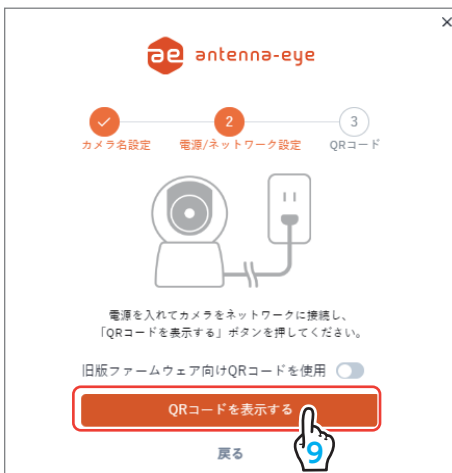 ×
ae antenna-eye
2
3
カメラ名設定
電源/ネットワーク設定
QRコード
電源を入れてカメラをネットワークに接続し、
「QRコードを表示する」ボタンを押してください。
旧版ファームウェア向けQRコードを使用
QRコードを表示する
9
戻る